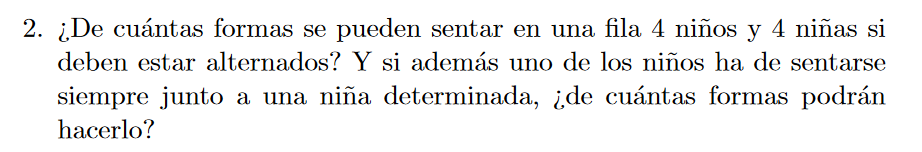 2. ¿De cuántas formas se pueden sentar en una fila 4 niños y 4 niñas si
deben estar alternados? Y si además uno de los niños ha de sentarse
siempre junto a una niña determinada, ¿de cuántas formas podrán
hacerlo?